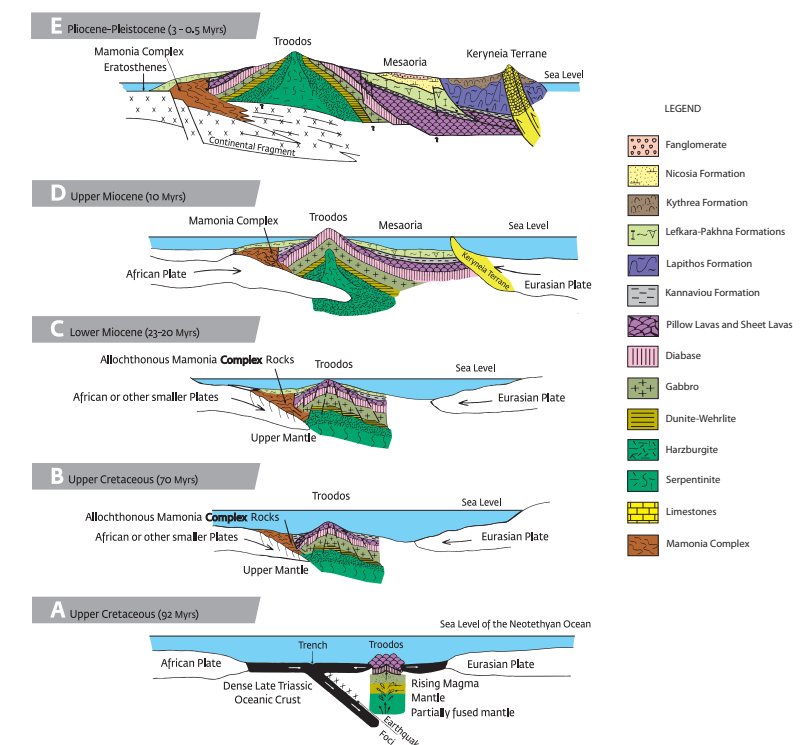 E Pliocene-Pleistocene (3 - 0.5 Myrs)
Troodos
Mamonia Complex
Mesaoria
Keryneia Terrane
Eratosthenes
Sea Level
Continental Fragment
D Upper Miocene (10 Myrs)
Mamonia Complex
Troodos
Mesaoria
Sea Level
African Plate
Keryneia Terrane
Eurasian Plate
C Lower Miocene (23-20 Myrs)
Allochthonous Mamonia Complex Rocks
Troodos
Sea Level
African or other smaller Plates
Eurasian Plate
Upper Mantle
B Upper Cretaceous (70 Myrs)
Troodos
Sea Level
Allochthonous Mamonia Complex Rocks
African or other smaller Plates
Eurasian Plate
Upper Mantle
A Upper Cretaceous (92 Myrs)
Sea Level of the Neotethyan Ocean
Trench
Troodos
African Plate
Eurasian Plate
Dense Late Triassic
Oceanic Crust
Rising Magma
Mantle
Partially fused mantle
Earthquake
Foci
LEGEND
Fanglomerate
Nicosia Formation
Kythrea Formation
Lefkara-Pakhna Formations
Lapithos Formation
Kannaviou Formation
Pillow Lavas and Sheet Lavas
Diabase
Gabbro
Dunite-Wehrlite
Harzburgite
Serpentinite
Limestones
Mamonia Complex